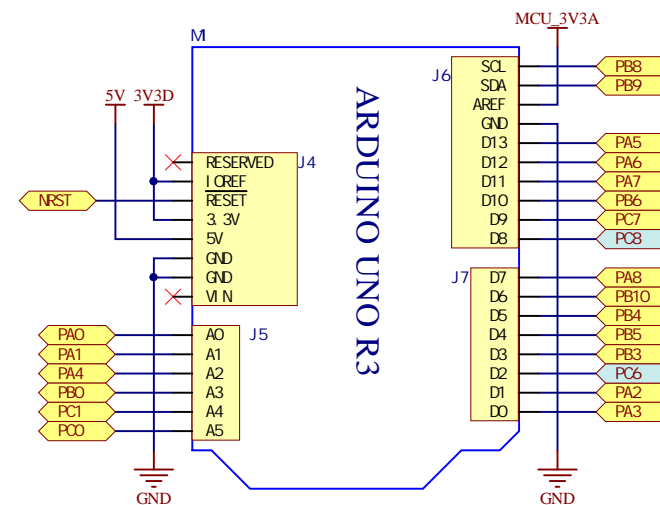 MCU_3V3A
M1
J6
SCL
PB8
SDA
PB9
AREF
GND
D13
PA5
D12
PA6
D11
PA7
D10
PB6
D9
PC7
D8
PC8
5V 3V3D
J4
RESERVED
IOREF
NRST
RESET
3.3V
5V
GND
GND
VIN
ARDUINO UNO R3
J7
D7
PA8
D6
PB10
D5
PB4
D4
PB5
D3
PB3
D2
PC6
D1
PA2
D0
PA3
J5
PA0
A0
PA1
A1
PA4
A2
PB0
A3
PC1
A4
PC0
A5
GND
GND